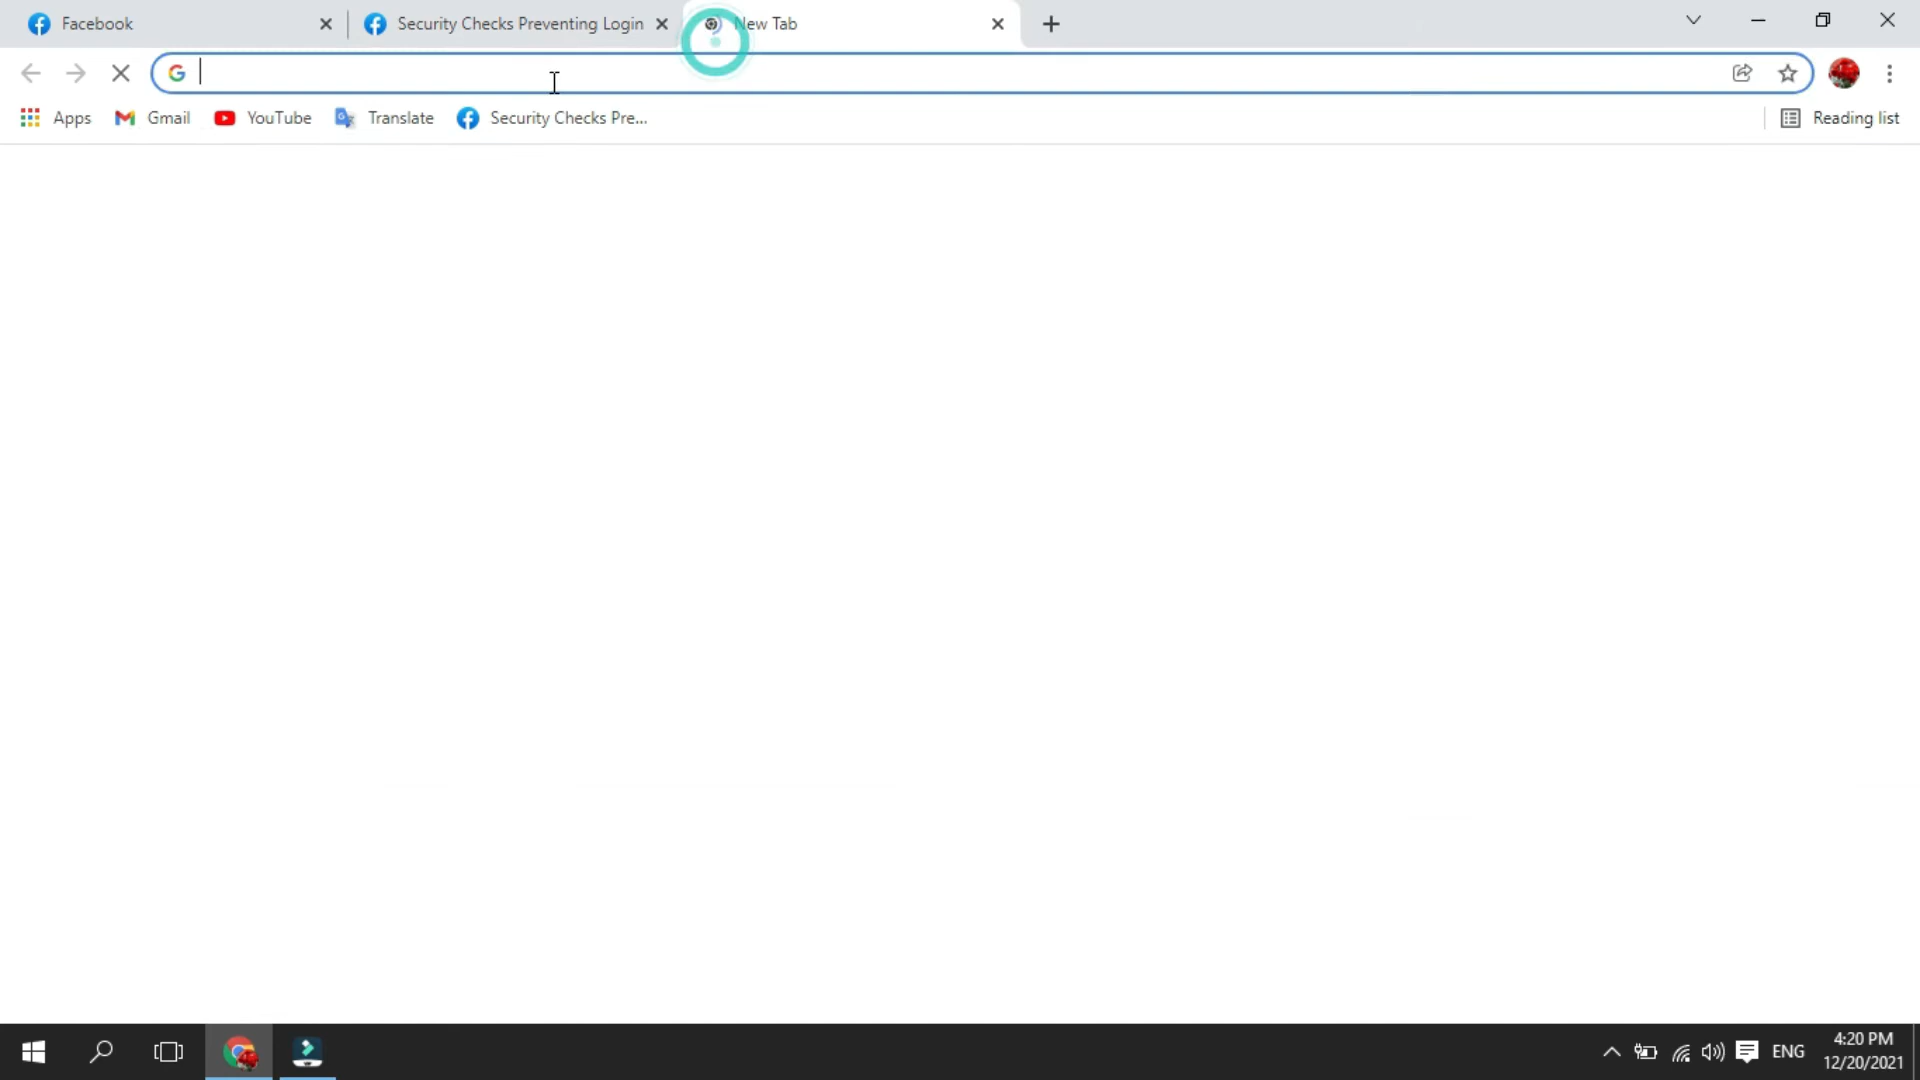 Facebook
Security Checks Preventing Login
New Tab
Apps
Gmail
YouTube
Translate
Security Checks Pre...
Reading list
ENG
4:20 PM
12/20/2021